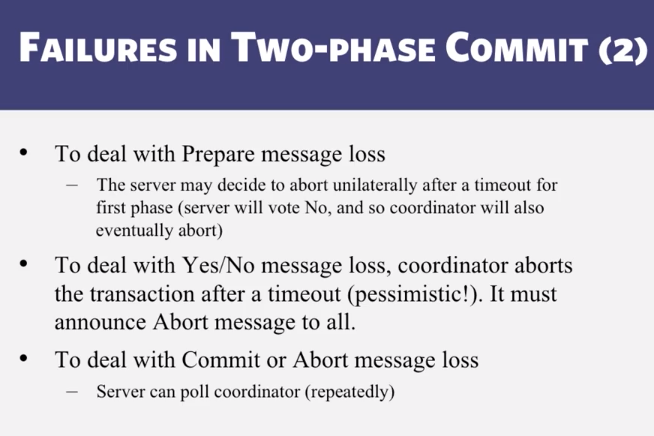 FAILURES IN TWO-PHASE COMMIT (2)
• To deal with Prepare message loss
– The server may decide to abort unilaterally after a timeout for
first phase (server will vote No, and so coordinator will also
eventually abort)
• To deal with Yes/No message loss, coordinator aborts
the transaction after a timeout (pessimistic!). It must
announce Abort message to all.
• To deal with Commit or Abort message loss
– Server can poll coordinator (repeatedly)